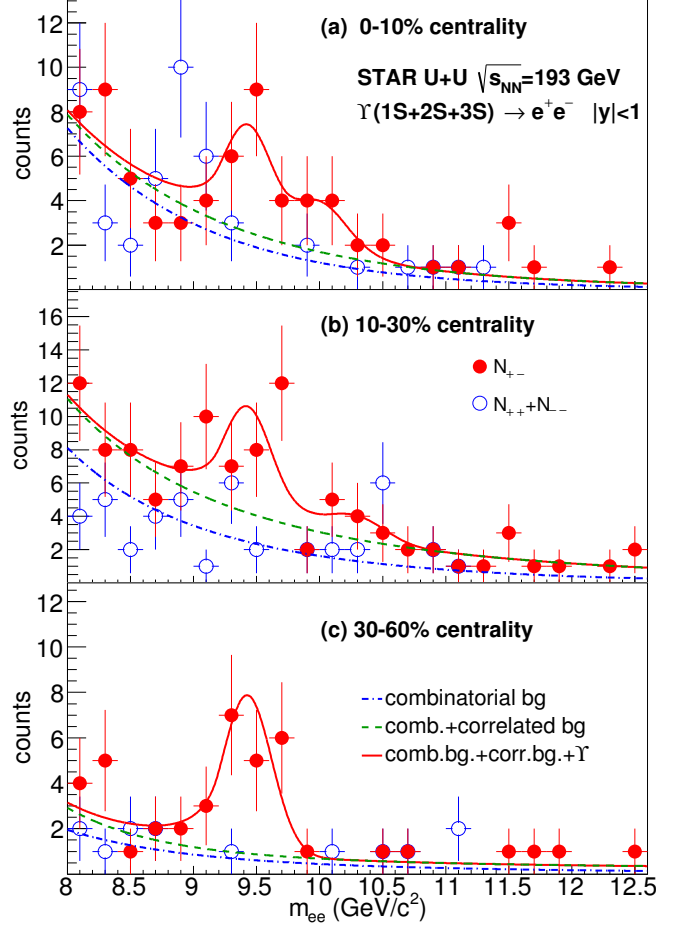 (a) 0-10% centrality
STAR U+U √sNN=193 GeV
ϒ(1S+2S+3S) → e⁺e⁻ |y|<1
counts
12
10
8
6
4
2
(b) 10-30% centrality
N₊₋
N₊₊+N₋₋
counts
16
14
12
10
8
6
4
2
(c) 30-60% centrality
combinatorial bg
comb.+correlated bg
comb.bg.+corr.bg.+ϒ
counts
12
10
8
6
4
2
8 8.5 9 9.5 10 10.5 11 11.5 12 12.5
mee (GeV/c²)